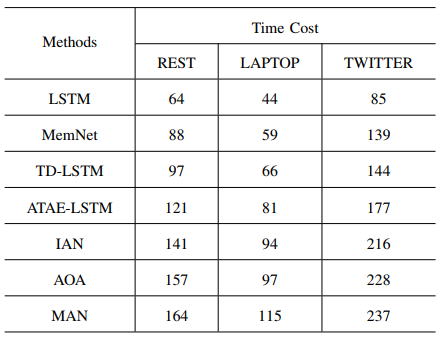 Methods
Time Cost
REST LAPTOP TWITTER
LSTM 64 44 85
MemNet 88 59 139
TD-LSTM 97 66 144
ATAE-LSTM 121 81 177
IAN 141 94 216
AOA 157 97 228
MAN 164 115 237